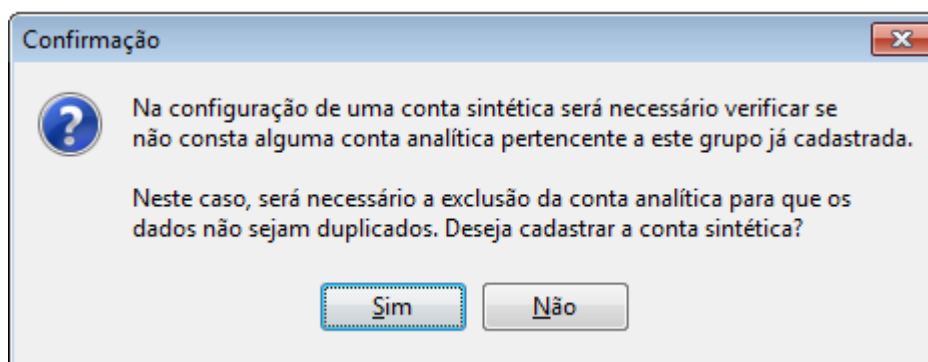 Confirmação
Na configuração de uma conta sintética será necessário verificar se
não consta alguma conta analítica pertencente a este grupo já cadastrada.
Neste caso, será necessário a exclusão da conta analítica para que os
dados não sejam duplicados. Deseja cadastrar a conta sintética?
Sim
Não